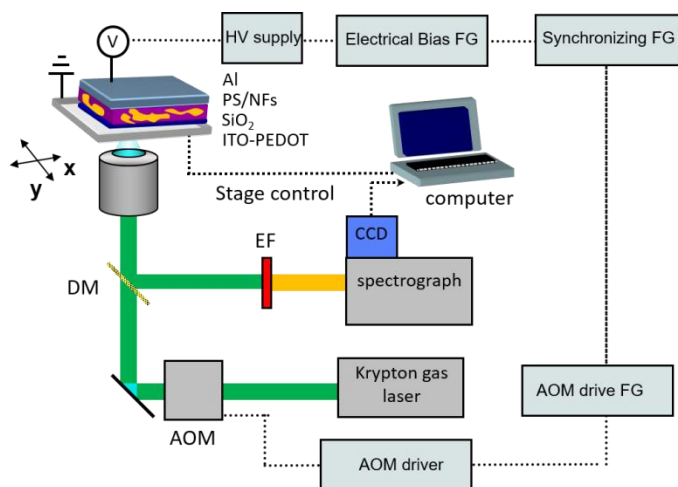 V
HV supply
Electrical Bias FG
Synchronizing FG
Al
PS/NFs
SiO₂
ITO-PEDOT
x
y
Stage control
computer
CCD
EF
spectrograph
DM
Krypton gas
laser
AOM
AOM drive FG
AOM driver